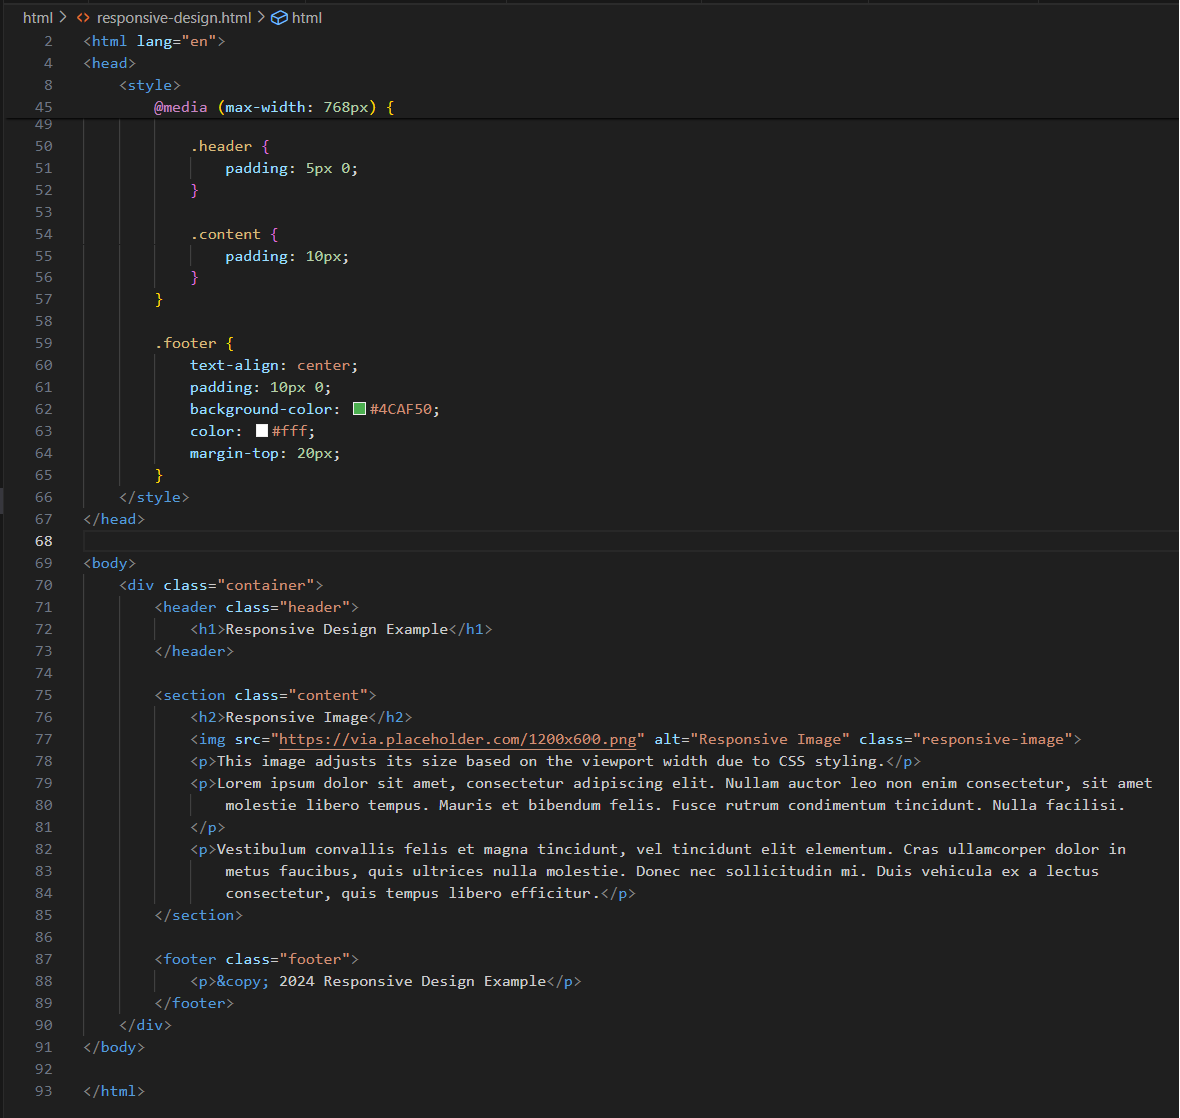 html > <> responsive-design.html > html
2 <html lang="en">
4 <head>
8 <style>
45 @media (max-width: 768px) {
49
50 .header {
51 padding: 5px 0;
52 }
53
54 .content {
55 padding: 10px;
56 }
57 }
58
59 .footer {
60 text-align: center;
61 padding: 10px 0;
62 background-color: #4CAF50;
63 color: #fff;
64 margin-top: 20px;
65 }
66 </style>
67 </head>
68
69 <body>
70 <div class="container">
71 <header class="header">
72 <h1>Responsive Design Example</h1>
73 </header>
74
75 <section class="content">
76 <h2>Responsive Image</h2>
77 <img src="https://via.placeholder.com/1200x600.png" alt="Responsive Image" class="responsive-image">
78 <p>This image adjusts its size based on the viewport width due to CSS styling.</p>
79 <p>Lorem ipsum dolor sit amet, consectetur adipiscing elit. Nullam auctor leo non enim consectetur, sit amet
80 molestie libero tempus. Mauris et bibendum felis. Fusce rutrum condimentum tincidunt. Nulla facilisi.
81 </p>
82 <p>Vestibulum convallis felis et magna tincidunt, vel tincidunt elit elementum. Cras ullamcorper dolor in
83 metus faucibus, quis ultrices nulla molestie. Donec nec sollicitudin mi. Duis vehicula ex a lectus
84 consectetur, quis tempus libero efficitur.</p>
85 </section>
86
87 <footer class="footer">
88 <p>&copy; 2024 Responsive Design Example</p>
89 </footer>
90 </div>
91 </body>
92
93 </html>